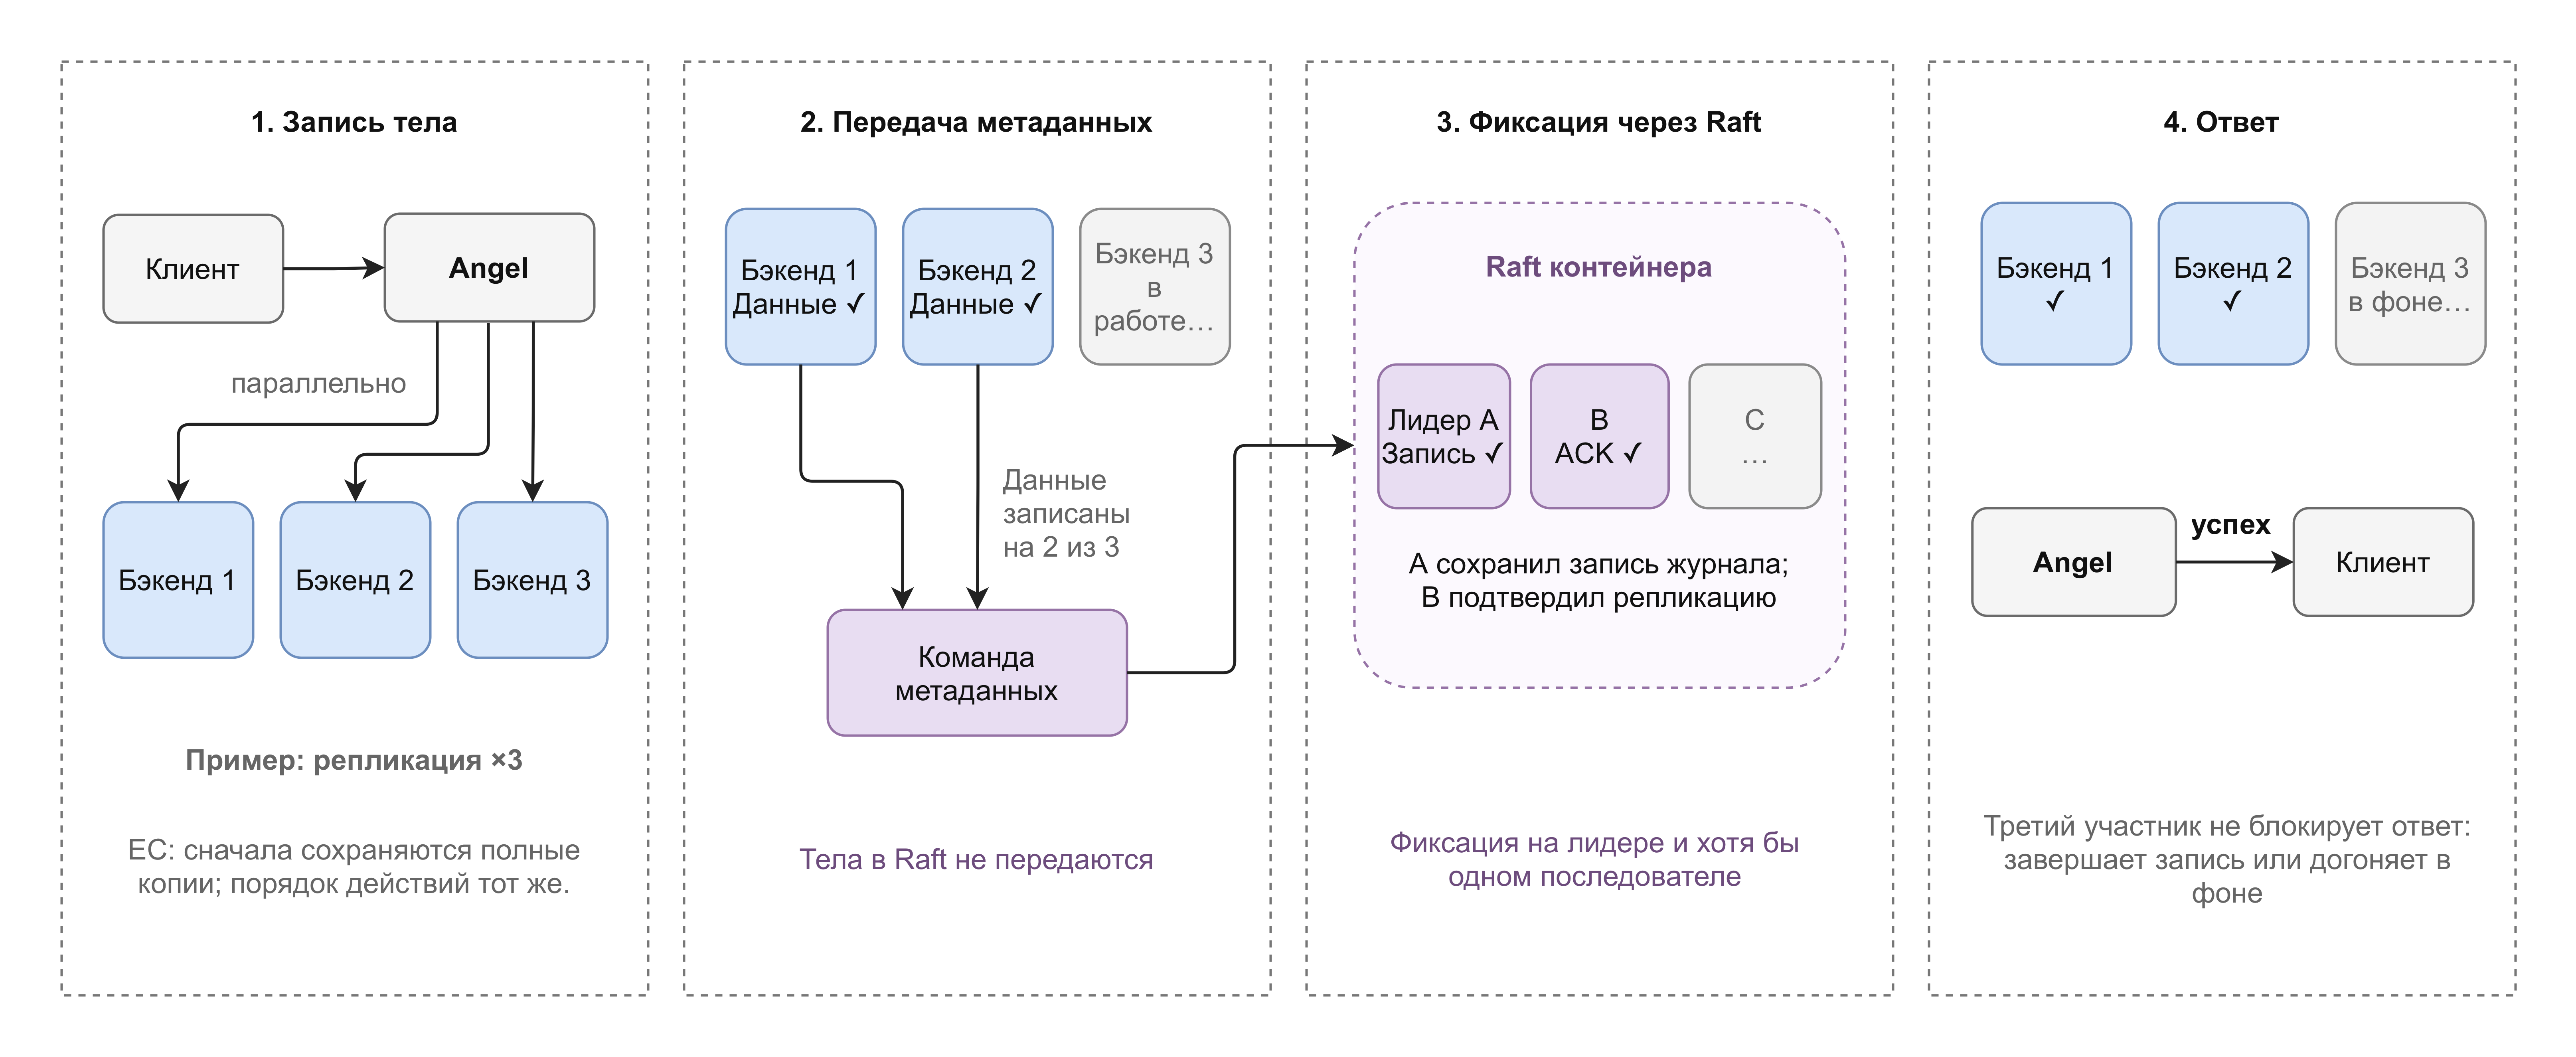 1. Запись тела
Клиент
Angel
параллельно
Бэкенд 1
Бэкенд 2
Бэкенд 3
Пример: репликация ×3
EC: сначала сохраняются полные
копии; порядок действий тот же.
2. Передача метаданных
Бэкенд 1
Данные ✓
Бэкенд 2
Данные ✓
Бэкенд 3
в
работе…
Данные
записаны
на 2 из 3
Команда
метаданных
Тела в Raft не передаются
3. Фиксация через Raft
Raft контейнера
Лидер A
Запись ✓
B
ACK ✓
C
…
A сохранил запись журнала;
B подтвердил репликацию
Фиксация на лидере и хотя бы
одном последователе
4. Ответ
Бэкенд 1
✓
Бэкенд 2
✓
Бэкенд 3
в фоне…
Angel
успех
Клиент
Третий участник не блокирует ответ:
завершает запись или догоняет в
фоне